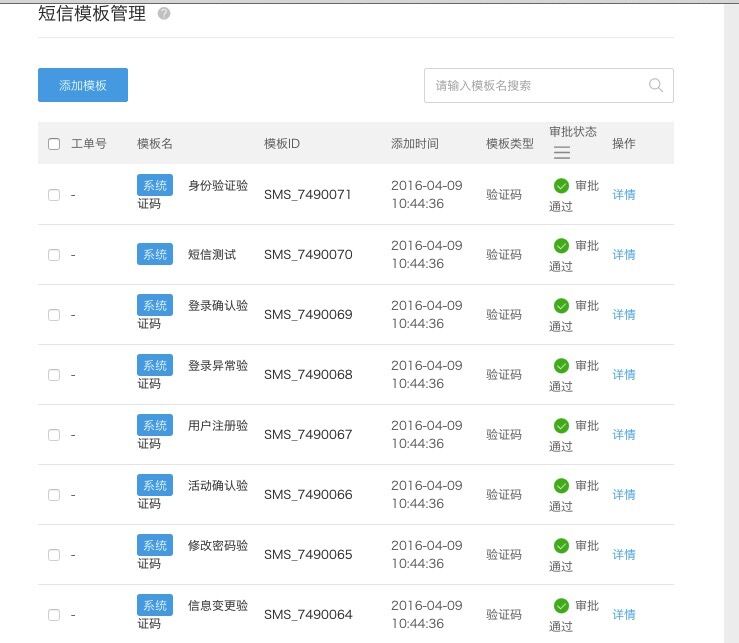 短信模板管理 ?
添加模板
请输入模板名搜索
工单号 模板名 模板ID 添加时间 模板类型 审批状态 操作
- 系统 身份验证验证码 SMS_7490071 2016-04-09 10:44:36 验证码 审批通过 详情
- 系统 短信测试 SMS_7490070 2016-04-09 10:44:36 验证码 审批通过 详情
- 系统 登录确认验证码 SMS_7490069 2016-04-09 10:44:36 验证码 审批通过 详情
- 系统 登录异常验证码 SMS_7490068 2016-04-09 10:44:36 验证码 审批通过 详情
- 系统 用户注册验证码 SMS_7490067 2016-04-09 10:44:36 验证码 审批通过 详情
- 系统 活动确认验证码 SMS_7490066 2016-04-09 10:44:36 验证码 审批通过 详情
- 系统 修改密码验证码 SMS_7490065 2016-04-09 10:44:36 验证码 审批通过 详情
- 系统 信息变更验证码 SMS_7490064 2016-04-09 10:44:36 验证码 审批通过 详情